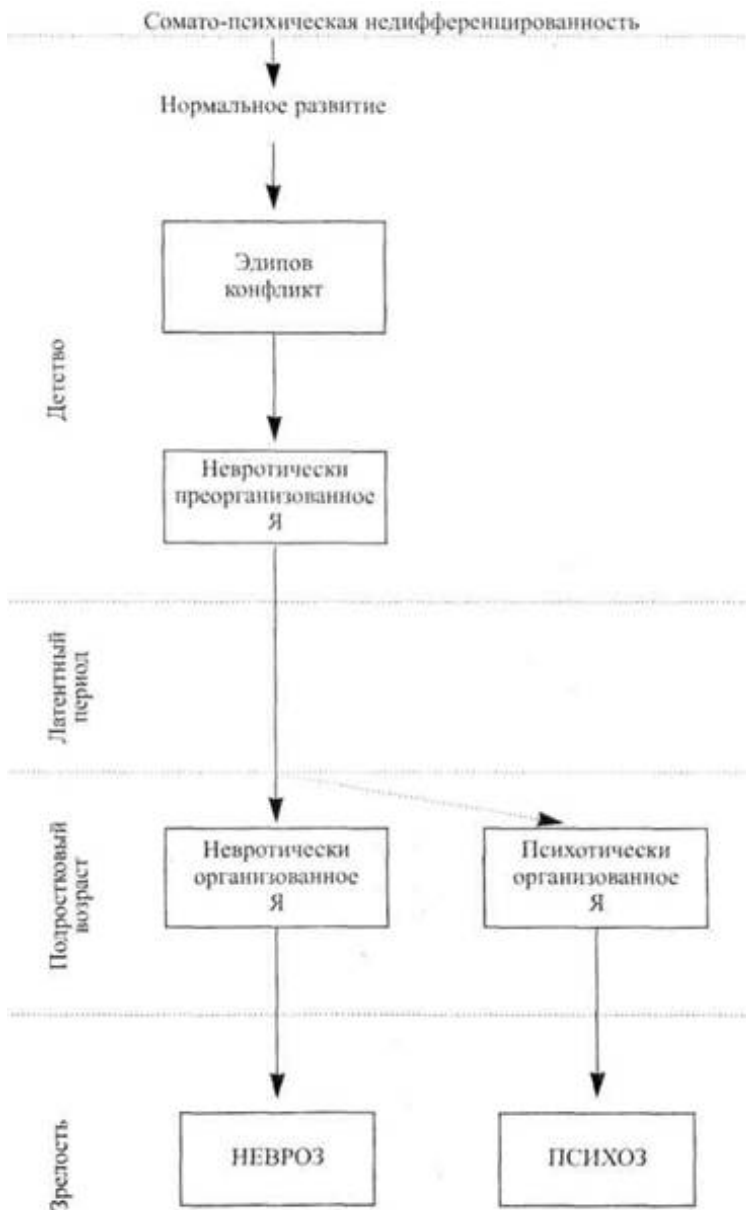 Сомато-психическая недифференцированность
Нормальное развитие
Эдипов
конфликт
Детство
Невротически
преорганизованное
Я
Латентный
период
Подростковый
возраст
Невротически
организованное
Я
Психотически
организованное
Я
Зрелость
НЕВРОЗ
ПСИХОЗ